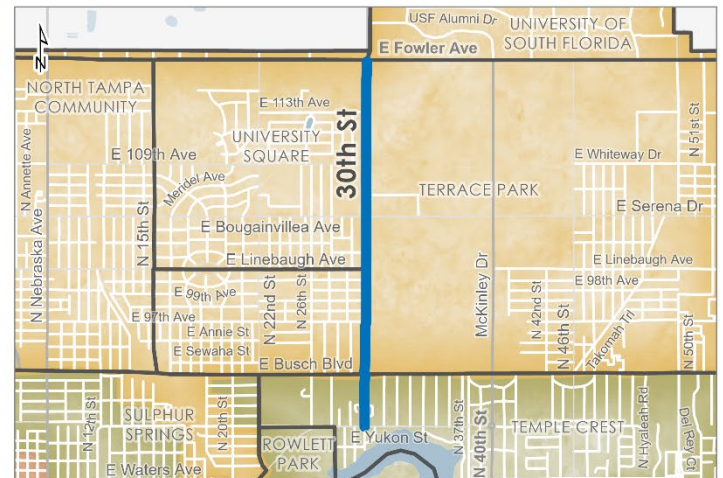 USF Alumni Dr
UNIVERSITY OF
SOUTH FLORIDA
E Fowler Ave
N
NORTH TAMPA
COMMUNITY
E 113th Ave
30th St
N 51st St
UNIVERSITY
SQUARE
E 109th Ave
E Whiteway Dr
N Annette Ave
Meridel Ave
TERRACE PARK
E Serena Dr
N Nebraska Ave
N 15th St
E Bougainvillea Ave
E Linebaugh Ave
E Linebaugh Ave
McKinley Dr
E 98th Ave
E 99th Ave
N 22nd St
N 26th St
N 42nd St
N 46th St
Takomah Trl
N 50th St
E 97th Ave
E Annie St
E Sewaha St
E Busch Blvd
N 12th St
SULPHUR
SPRINGS
N 20th St
ROWLETT
PARK
E Yukon St
N 37th St
N 40th St
TEMPLE CREST
N Hyaleah Rd
Del Rey Ct
E Waters Ave